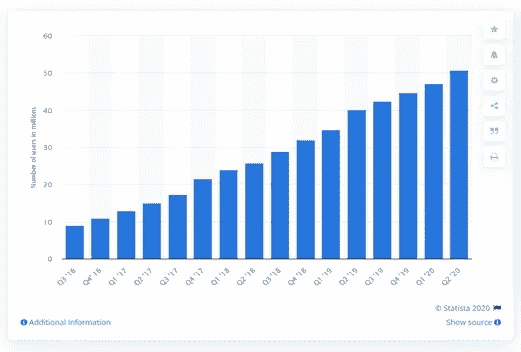 60
50
40
30
20
10
0
Number of users in millions
Q3 '16
Q4 '16
Q1 '17
Q2 '17
Q3 '17
Q4 '17
Q1 '18
Q2 '18
Q3 '18
Q4 '18
Q1 '19
Q2 '19
Q3 '19
Q4 '19
Q1 '20
Q2 '20
© Statista 2020
Additional Information
Show source